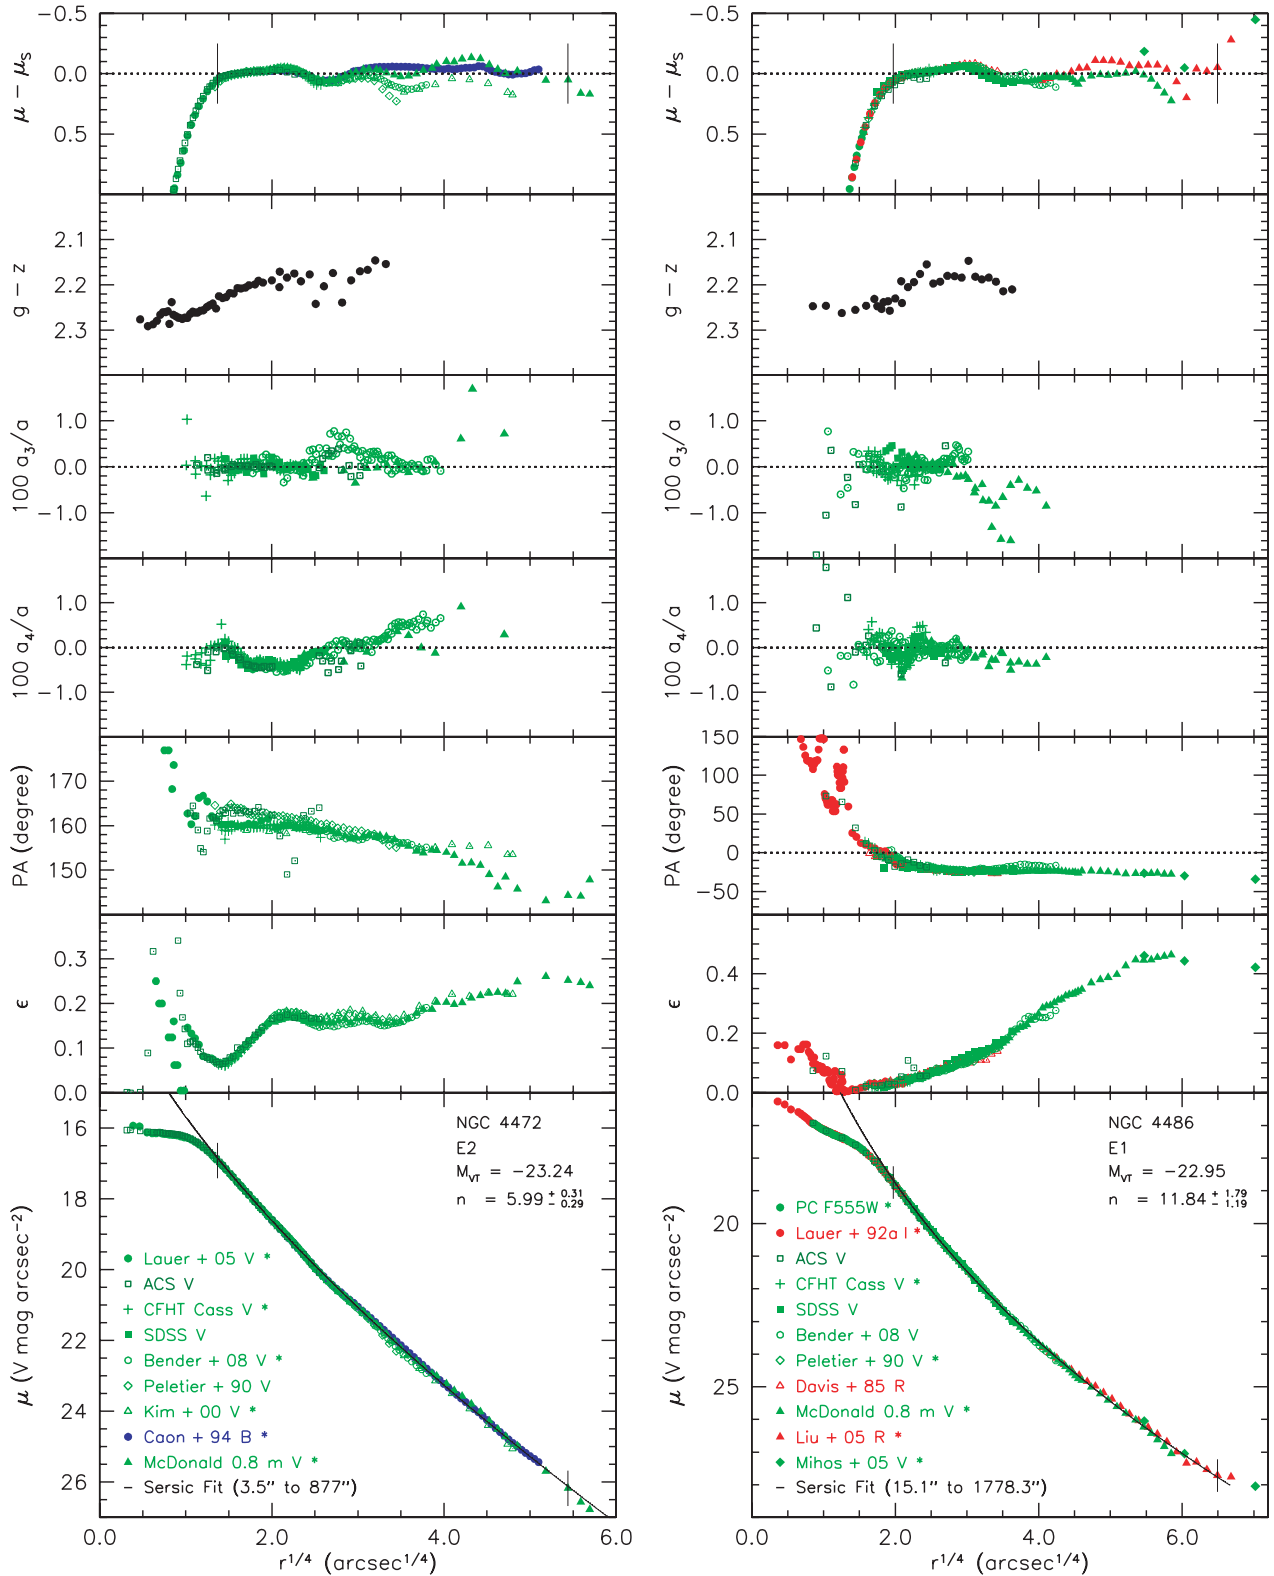 −0.5
0.0
0.5
μ − μS
2.1
2.2
2.3
g − z
1.0
0.0
−1.0
100 a3/a
1.0
0.0
−1.0
100 a4/a
170
160
150
PA (degree)
0.3
0.2
0.1
0.0
ϵ
16
18
20
22
24
26
μ (V mag arcsec−2)
NGC 4472
E2
MVT = −23.24
n = 5.99 + 0.31 − 0.29
Lauer + 05 V *
ACS V
CFHT Cass V *
SDSS V
Bender + 08 V *
Peletier + 90 V
Kim + 00 V *
Caon + 94 B *
McDonald 0.8 m V *
− Sersic Fit (3.5″ to 877″)
0.0 2.0 4.0 6.0
r1/4 (arcsec1/4)
−0.5
0.0
0.5
μ − μS
2.1
2.2
2.3
g − z
1.0
0.0
−1.0
100 a3/a
1.0
0.0
−1.0
100 a4/a
150
100
50
0
−50
PA (degree)
0.4
0.2
0.0
ϵ
20
25
μ (V mag arcsec−2)
NGC 4486
E1
MVT = −22.95
n = 11.84 + 1.79 − 1.19
PC F555W *
Lauer + 92a I *
ACS V
CFHT Cass V *
SDSS V
Bender + 08 V
Peletier + 90 V *
Davis + 85 R
McDonald 0.8 m V *
Liu + 05 R *
Mihos + 05 V *
− Sersic Fit (15.1″ to 1778.3″)
0.0 2.0 4.0 6.0
r1/4 (arcsec1/4)